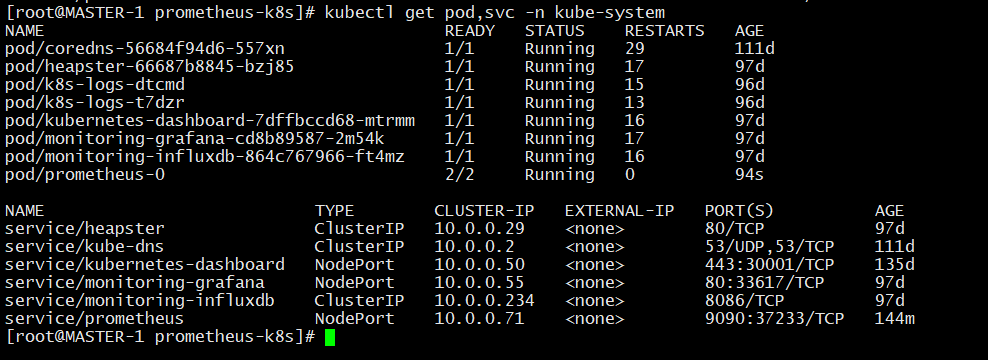 [root@MASTER-1 prometheus-k8s]# kubectl get pod,svc -n kube-system
NAME READY STATUS RESTARTS AGE
pod/coredns-56684f94d6-557xn 1/1 Running 29 111d
pod/heapster-66687b8845-bzj85 1/1 Running 17 97d
pod/k8s-logs-dtcmd 1/1 Running 15 96d
pod/k8s-logs-t7dzr 1/1 Running 13 96d
pod/kubernetes-dashboard-7dffbccd68-mtrmm 1/1 Running 16 97d
pod/monitoring-grafana-cd8b89587-2m54k 1/1 Running 17 97d
pod/monitoring-influxdb-864c767966-ft4mz 1/1 Running 16 97d
pod/prometheus-0 2/2 Running 0 94s
NAME TYPE CLUSTER-IP EXTERNAL-IP PORT(S) AGE
service/heapster ClusterIP 10.0.0.29 <none> 80/TCP 97d
service/kube-dns ClusterIP 10.0.0.2 <none> 53/UDP,53/TCP 111d
service/kubernetes-dashboard NodePort 10.0.0.50 <none> 443:30001/TCP 135d
service/monitoring-grafana NodePort 10.0.0.55 <none> 80:33617/TCP 97d
service/monitoring-influxdb ClusterIP 10.0.0.234 <none> 8086/TCP 97d
service/prometheus NodePort 10.0.0.71 <none> 9090:37233/TCP 144m
[root@MASTER-1 prometheus-k8s]#